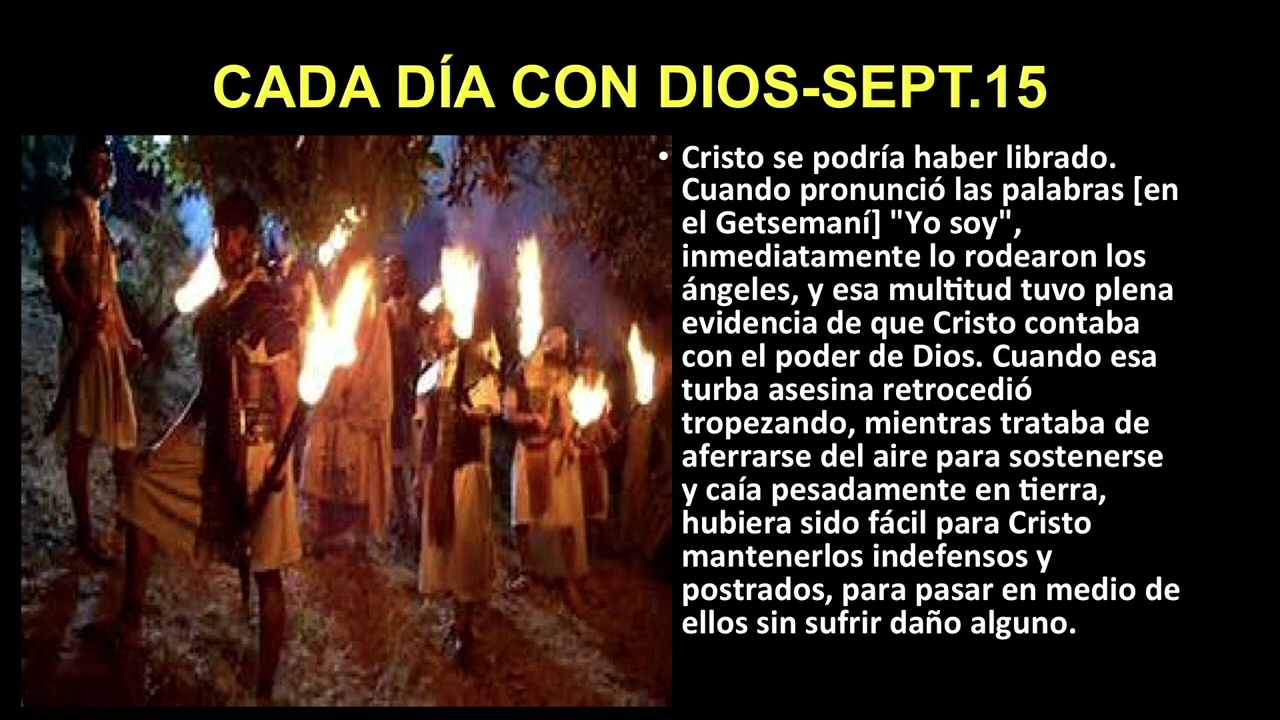 CADA DÍA CON DIOS-SEPT.15
• Cristo se podría haber librado.
Cuando pronunció las palabras [en
el Getsemaní] "Yo soy",
inmediatamente lo rodearon los
ángeles, y esa multitud tuvo plena
evidencia de que Cristo contaba
con el poder de Dios. Cuando esa
turba asesina retrocedió
tropezando, mientras trataba de
aferrarse del aire para sostenerse
y caía pesadamente en tierra,
hubiera sido fácil para Cristo
mantenerlos indefensos y
postrados, para pasar en medio de
ellos sin sufrir daño alguno.